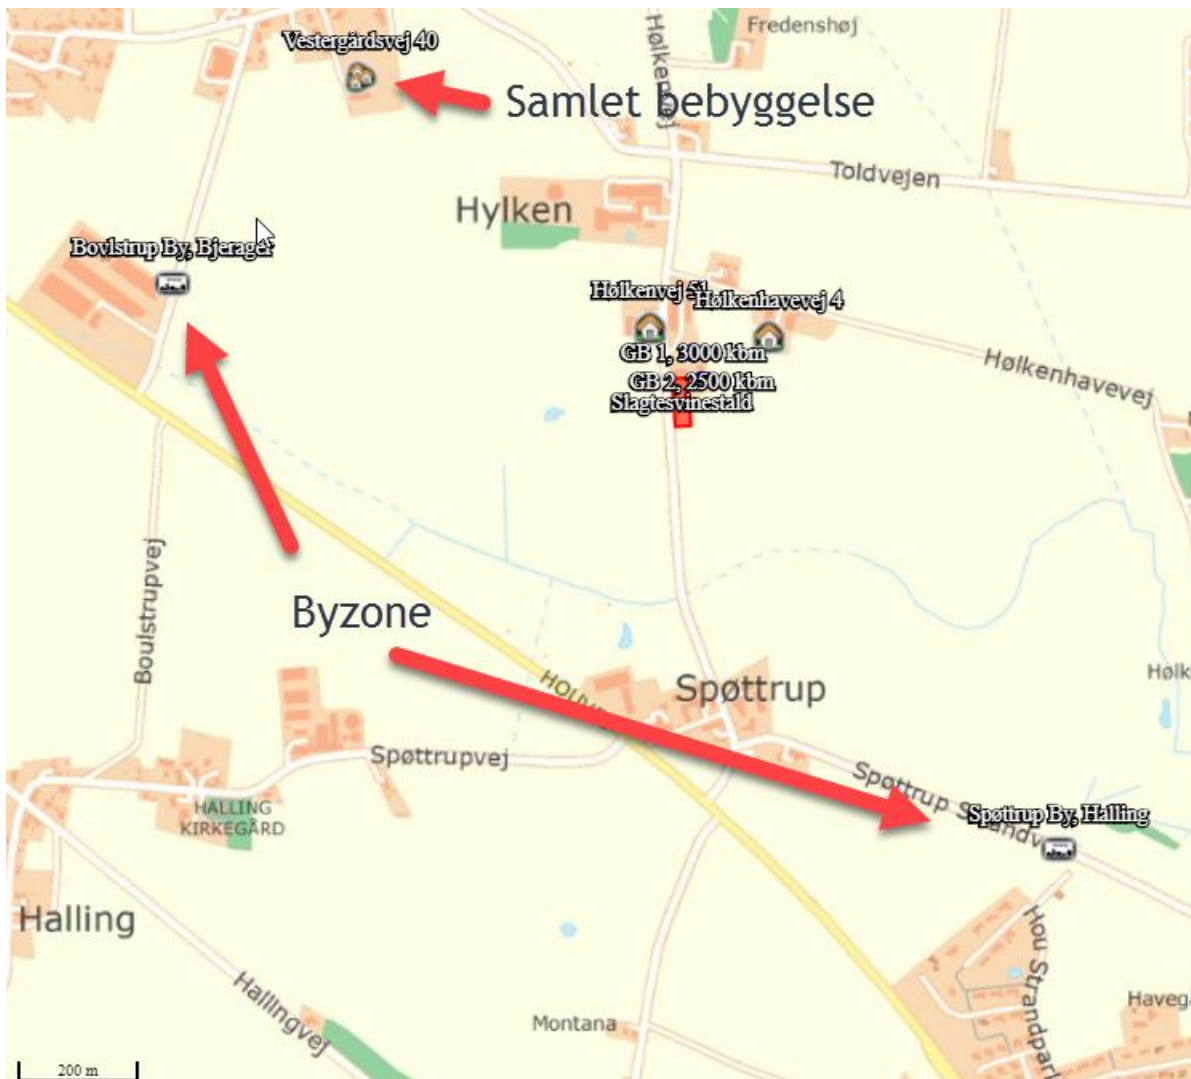 Fredenshøj
Vestergårdsvej 40
Hølkenvej
Samlet bebyggelse
Toldvejen
Hylken
Bovlstrup By, Bjerager
Hølkenvej 51
Hølkenhavevej 4
GB 1, 3000 kbm
GB 2, 2500 kbm
Slagtesvinestald
Hølkenhavevej
Boulstrupvej
Byzone
Spøttrup
Spøttrupvej
HALLING
KIRKEGÅRD
Spøttrup By, Halling
Halling
Hou Strandpark
Hallingvej
Montana
200 m